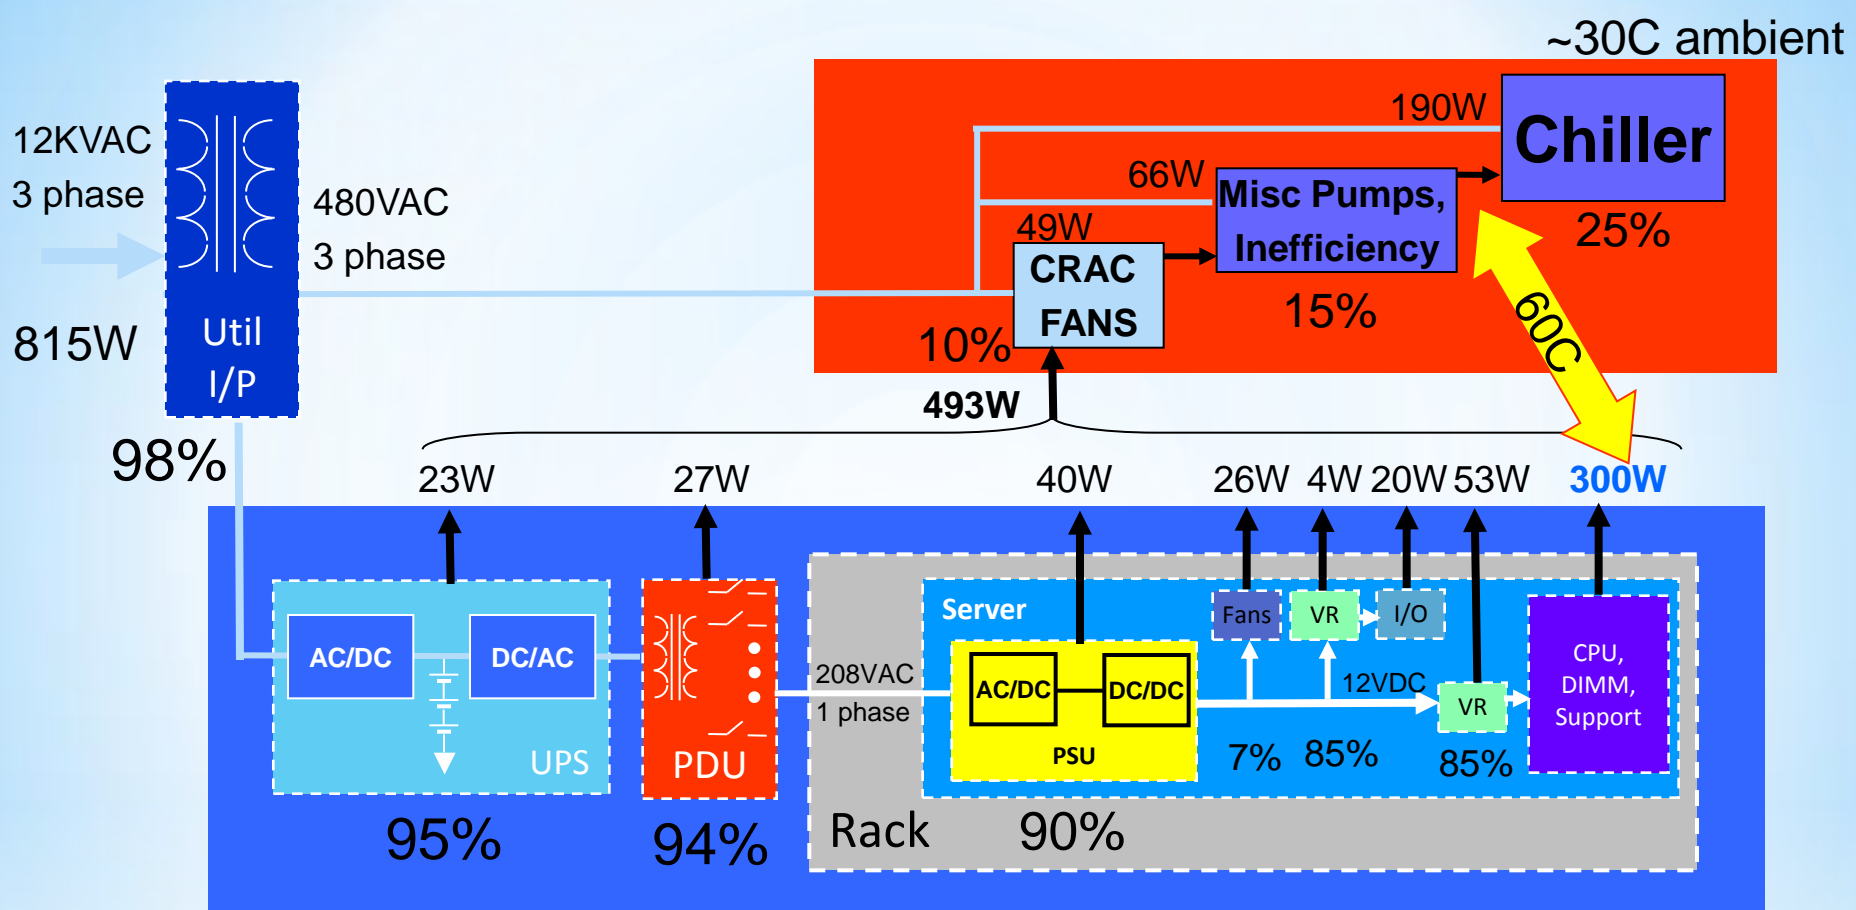 ~30C ambient
12KVAC
3 phase
815W
Util
I/P
98%
480VAC
3 phase
190W
Chiller
25%
66W
Misc Pumps,
Inefficiency
15%
49W
CRAC
FANS
10%
60C
493W
23W
27W
40W
26W
4W
20W
53W
300W
AC/DC
DC/AC
UPS
95%
PDU
94%
208VAC
1 phase
Rack
Server
AC/DC
DC/DC
PSU
90%
Fans
VR
I/O
12VDC
7%
85%
VR
85%
CPU,
DIMM,
Support